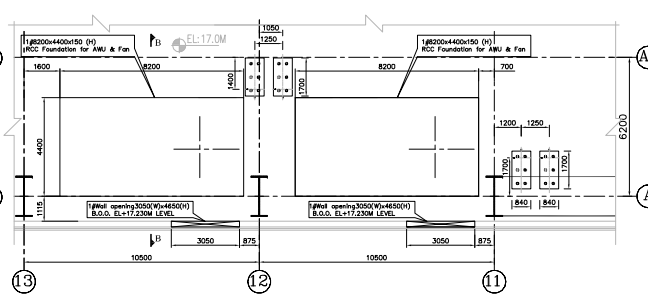 1050
1#8200x4400x150 (H)
RCC Foundation for AWU & Fan
B
EL:17.0M
1250
1#8200x4400x150 (H)
RCC Foundation for AWU & Fan
A
1600
8200
1400
1700
8200
700
1200
1250
6200
4400
1700
1700
840
840
A
1115
1#Wall opening3050(W)x4650(H)
B.O.O. EL+17.230M LEVEL
1#Wall opening3050(W)x4650(H)
B.O.O. EL+17.230M LEVEL
B
3050
875
3050
875
10500
10500
13
12
11